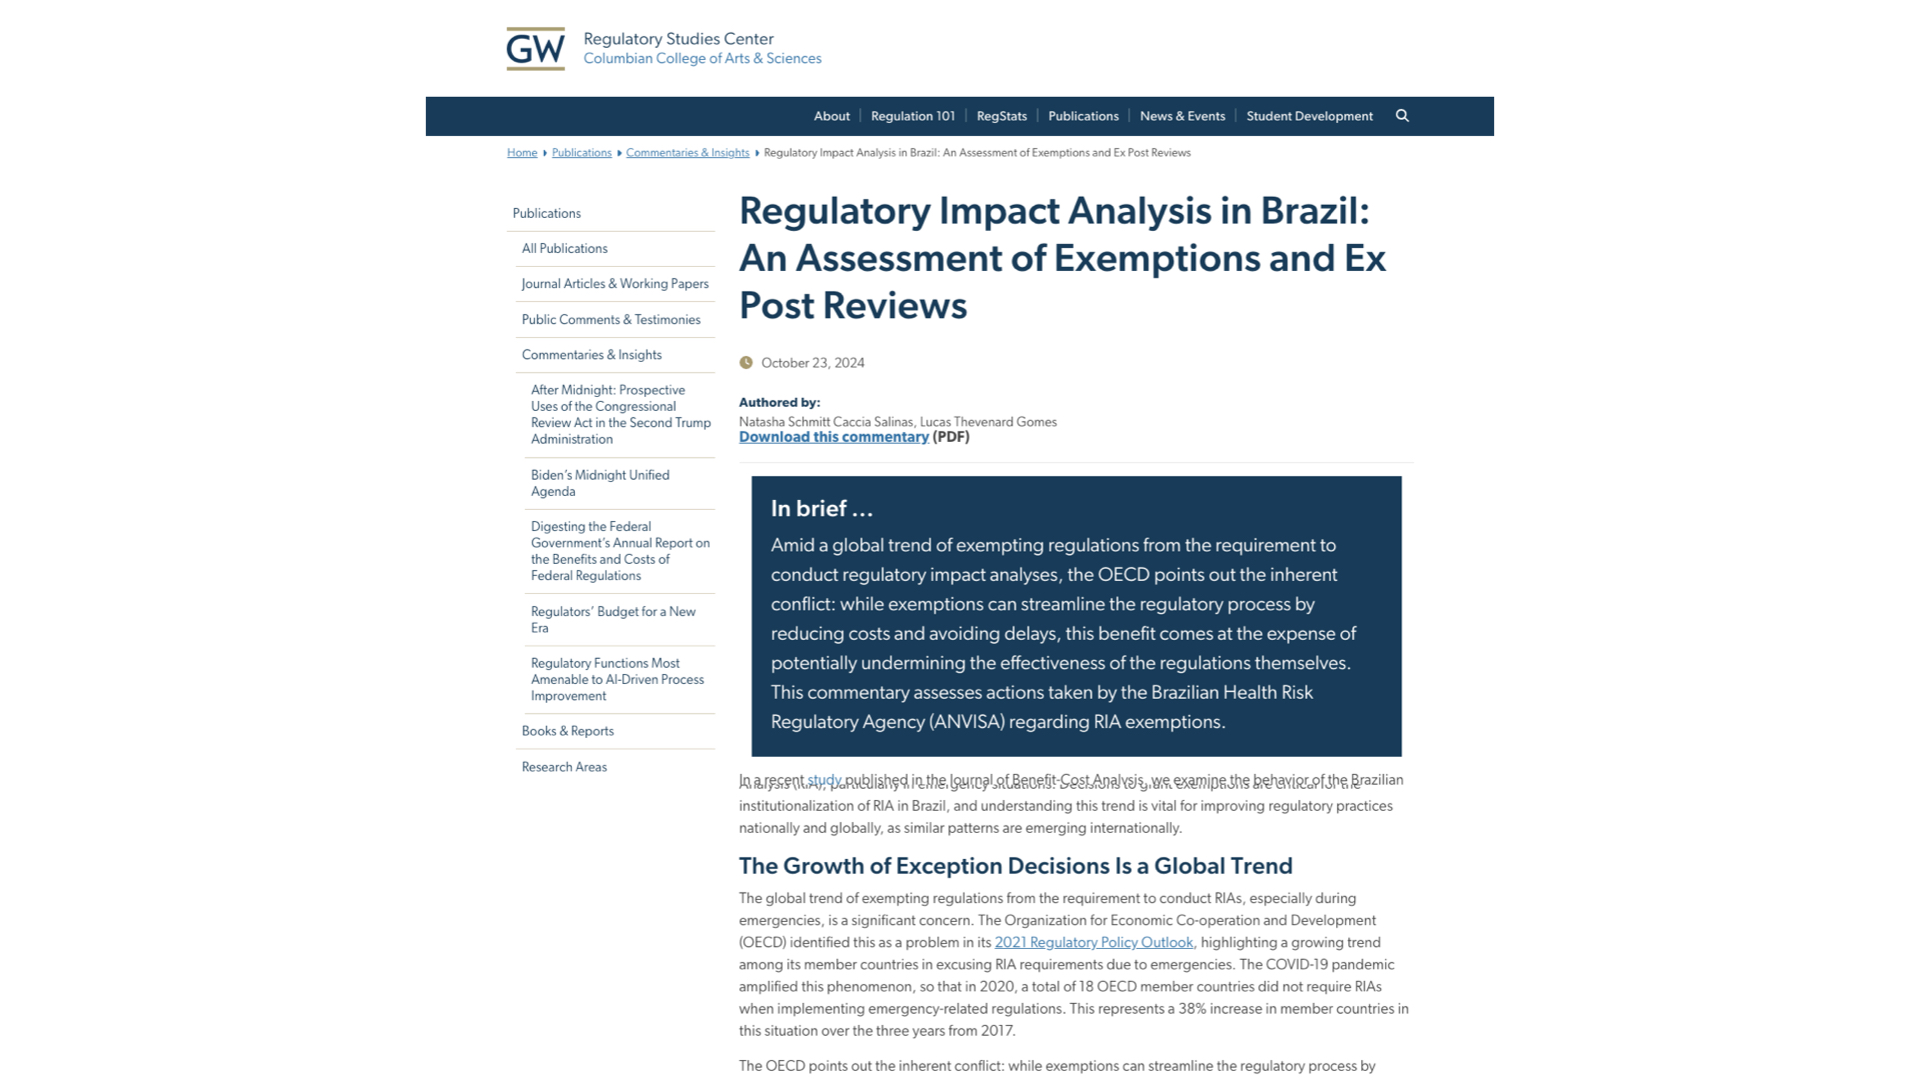 GW
Regulatory Studies Center
Columbian College of Arts & Sciences
About
Regulation 101
RegStats
Publications
News & Events
Student Development
Home
Publications
Commentaries & Insights
Regulatory Impact Analysis in Brazil: An Assessment of Exemptions and Ex Post Reviews
Publications
All Publications
Journal Articles & Working Papers
Public Comments & Testimonies
Commentaries & Insights
After Midnight: Prospective
Uses of the Congressional
Review Act in the Second Trump
Administration
Biden’s Midnight Unified
Agenda
Digesting the Federal
Government’s Annual Report on
the Benefits and Costs of
Federal Regulations
Regulators’ Budget for a New
Era
Regulatory Functions Most
Amenable to AI-Driven Process
Improvement
Books & Reports
Research Areas
Regulatory Impact Analysis in Brazil:
An Assessment of Exemptions and Ex
Post Reviews
October 23, 2024
Authored by:
Natasha Schmitt Caccia Salinas, Lucas Thevenard Gomes
Download this commentary (PDF)
In brief ...
Amid a global trend of exempting regulations from the requirement to
conduct regulatory impact analyses, the OECD points out the inherent
conflict: while exemptions can streamline the regulatory process by
reducing costs and avoiding delays, this benefit comes at the expense of
potentially undermining the effectiveness of the regulations themselves.
This commentary assesses actions taken by the Brazilian Health Risk
Regulatory Agency (ANVISA) regarding RIA exemptions.
In a recent study published in the Journal of Benefit-Cost Analysis, we examine the behavior of the Brazilian
institutionalization of RIA in Brazil, and understanding this trend is vital for improving regulatory practices
nationally and globally, as similar patterns are emerging internationally.
The Growth of Exception Decisions Is a Global Trend
The global trend of exempting regulations from the requirement to conduct RIAs, especially during
emergencies, is a significant concern. The Organization for Economic Co-operation and Development
(OECD) identified this as a problem in its 2021 Regulatory Policy Outlook, highlighting a growing trend
among its member countries in excusing RIA requirements due to emergencies. The COVID-19 pandemic
amplified this phenomenon, so that in 2020, a total of 18 OECD member countries did not require RIAs
when implementing emergency-related regulations. This represents a 38% increase in member countries in
this situation over the three years from 2017.
The OECD points out the inherent conflict: while exemptions can streamline the regulatory process by